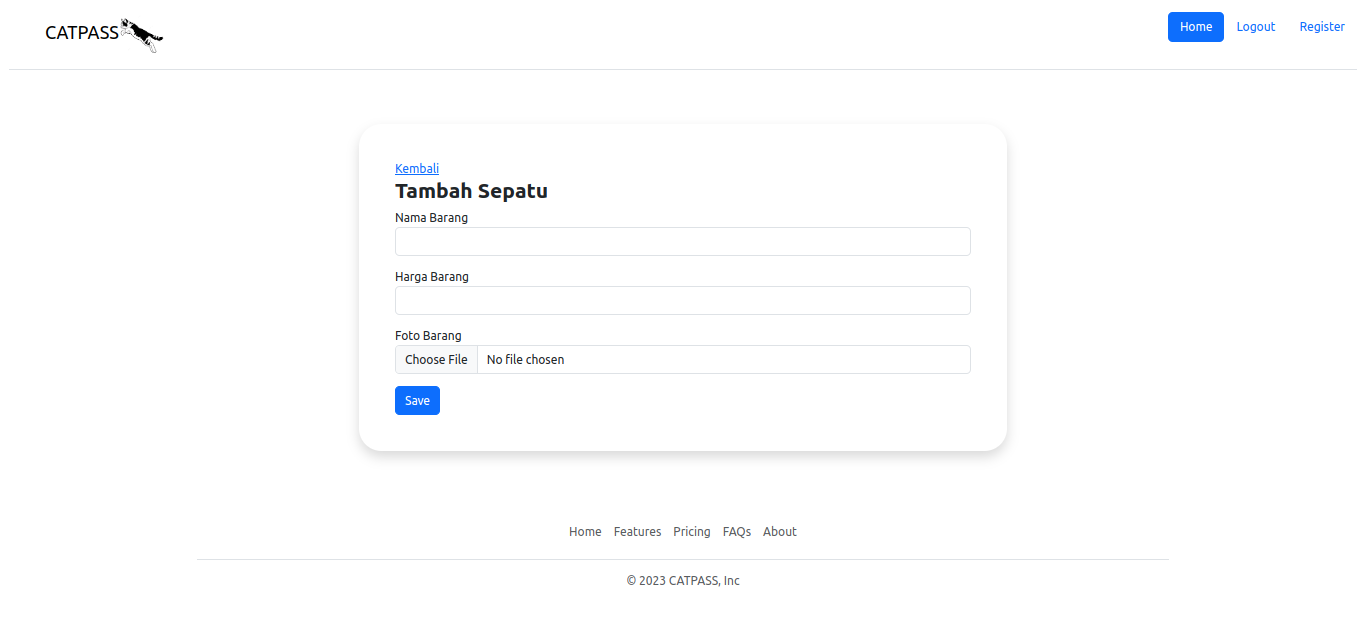 CATPASS
Home Logout Register
Kembali
Tambah Sepatu
Nama Barang
Harga Barang
Foto Barang
Choose File No file chosen
Save
Home Features Pricing FAQs About
© 2023 CATPASS, Inc